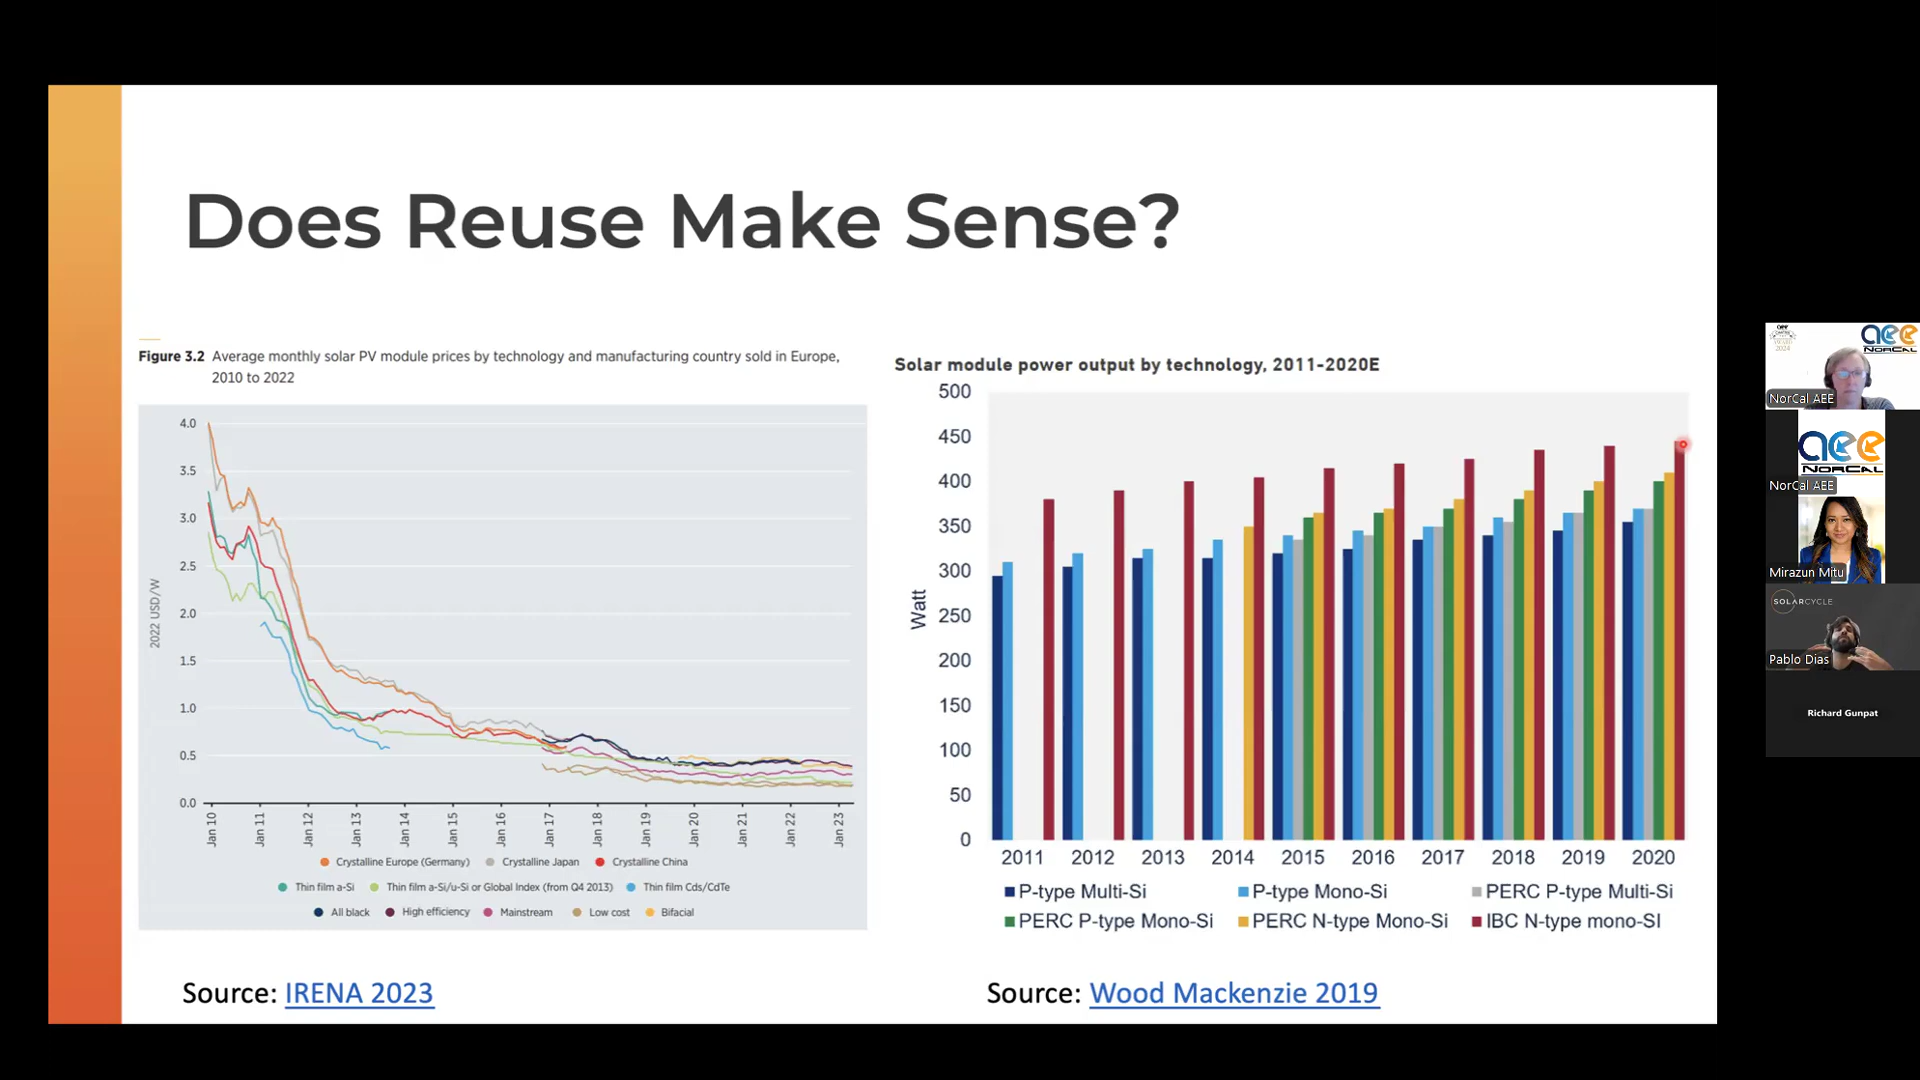 Does Reuse Make Sense?
Figure 3.2 Average monthly solar PV module prices by technology and manufacturing country sold in Europe,
2010 to 2022
4.0
3.5
3.0
2.5
2.0
1.5
1.0
0.5
0.0
2022 USD/W
Jan 10 Jan 11 Jan 12 Jan 13 Jan 14 Jan 15 Jan 16 Jan 17 Jan 18 Jan 19 Jan 20 Jan 21 Jan 22 Jan 23
Crystalline Europe (Germany) Crystalline Japan Crystalline China
Thin film a-Si Thin film a-Si/u-Si or Global Index (from Q4 2013) Thin film Cds/CdTe
All black High efficiency Mainstream Low cost Bifacial
Source: IRENA 2023
Solar module power output by technology, 2011-2020E
500
450
400
350
300
250
200
150
100
50
0
Watt
2011 2012 2013 2014 2015 2016 2017 2018 2019 2020
P-type Multi-Si P-type Mono-Si PERC P-type Multi-Si
PERC P-type Mono-Si PERC N-type Mono-Si IBC N-type mono-SI
Source: Wood Mackenzie 2019
aee
NorCal
NorCal AEE
aee
NorCal
NorCal AEE
Mirazun Mitu
SOLARCYCLE
Pablo Dias
Richard Gunpat